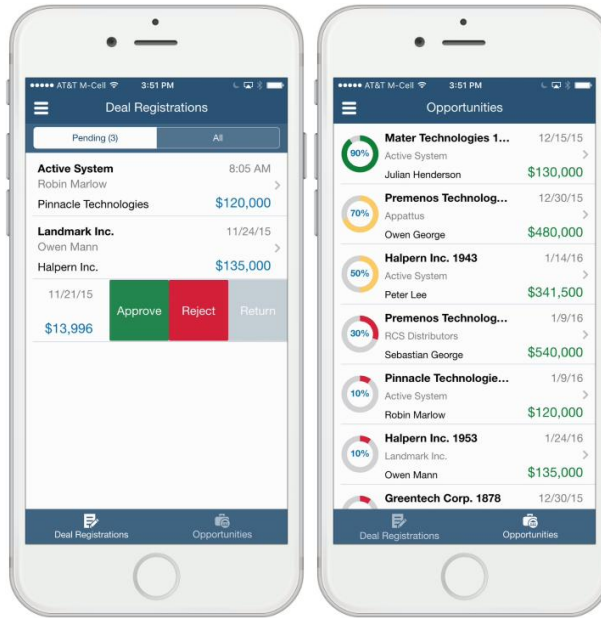 AT&T M-Cell 3:51 PM
Deal Registrations
Pending (3) All
Active System 8:05 AM
Robin Marlow
Pinnacle Technologies $120,000
Landmark Inc. 11/24/15
Owen Mann
Halpern Inc. $135,000
11/21/15
$13,996
Approve Reject Return
Deal Registrations Opportunities
AT&T M-Cell 3:51 PM
Opportunities
Mater Technologies 1... 12/15/15
90% Active System
Julian Henderson $130,000
Premenos Technolog... 12/30/15
70% Appattus
Owen George $480,000
Halpern Inc. 1943 1/14/16
50% Active System
Peter Lee $341,500
Premenos Technolog... 1/9/16
30% RCS Distributors
Sebastian George $540,000
Pinnacle Technologie... 1/9/16
10% Active System
Robin Marlow $120,000
Halpern Inc. 1953 1/24/16
10% Landmark Inc.
Owen Mann $135,000
Greentech Corp. 1878 12/30/15
Deal Registrations Opportunities